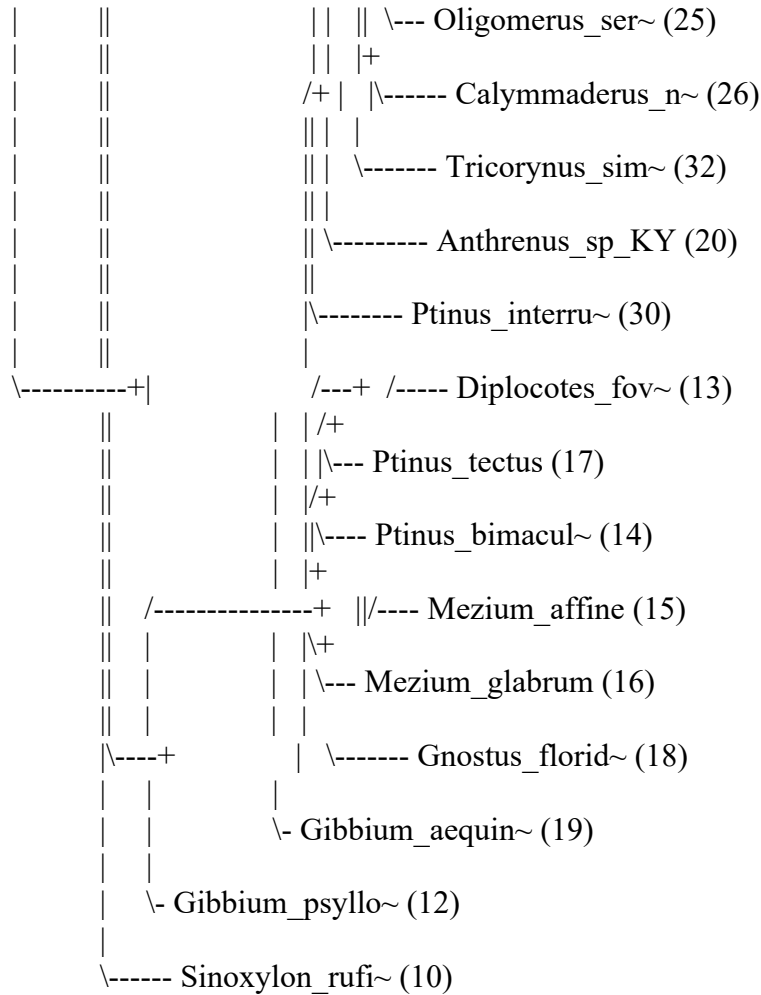 |          ||                    | |   ||  \--- Oligomerus_ser~ (25)
|          ||                    | |   |+
|          ||                   /+ |   |\------ Calymmaderus_n~ (26)
|          ||                   || |   |
|          ||                   || |   \------- Tricorynus_sim~ (32)
|          ||                   || |
|          ||                   || \--------- Anthrenus_sp_KY (20)
|          ||                   ||
|          ||                   |\-------- Ptinus_interru~ (30)
|          ||                   |
\----------+|                    /---+  /----- Diplocotes_fov~ (13)
           ||                |   | /+
           ||                |   | |\--- Ptinus_tectus (17)
           ||                |   |/+
           ||                |   ||\---- Ptinus_bimacul~ (14)
           ||                |   |+
           ||    /---------------+   ||/---- Mezium_affine (15)
           ||    |               |   |\+
           ||    |               |   | \--- Mezium_glabrum (16)
           ||    |               |   |
           |\----+               |   \------- Gnostus_florid~ (18)
           |     |               |
           |     |               \- Gibbium_aequin~ (19)
           |     |
           |     \- Gibbium_psyllo~ (12)
           |
           \------ Sinoxylon_rufi~ (10)